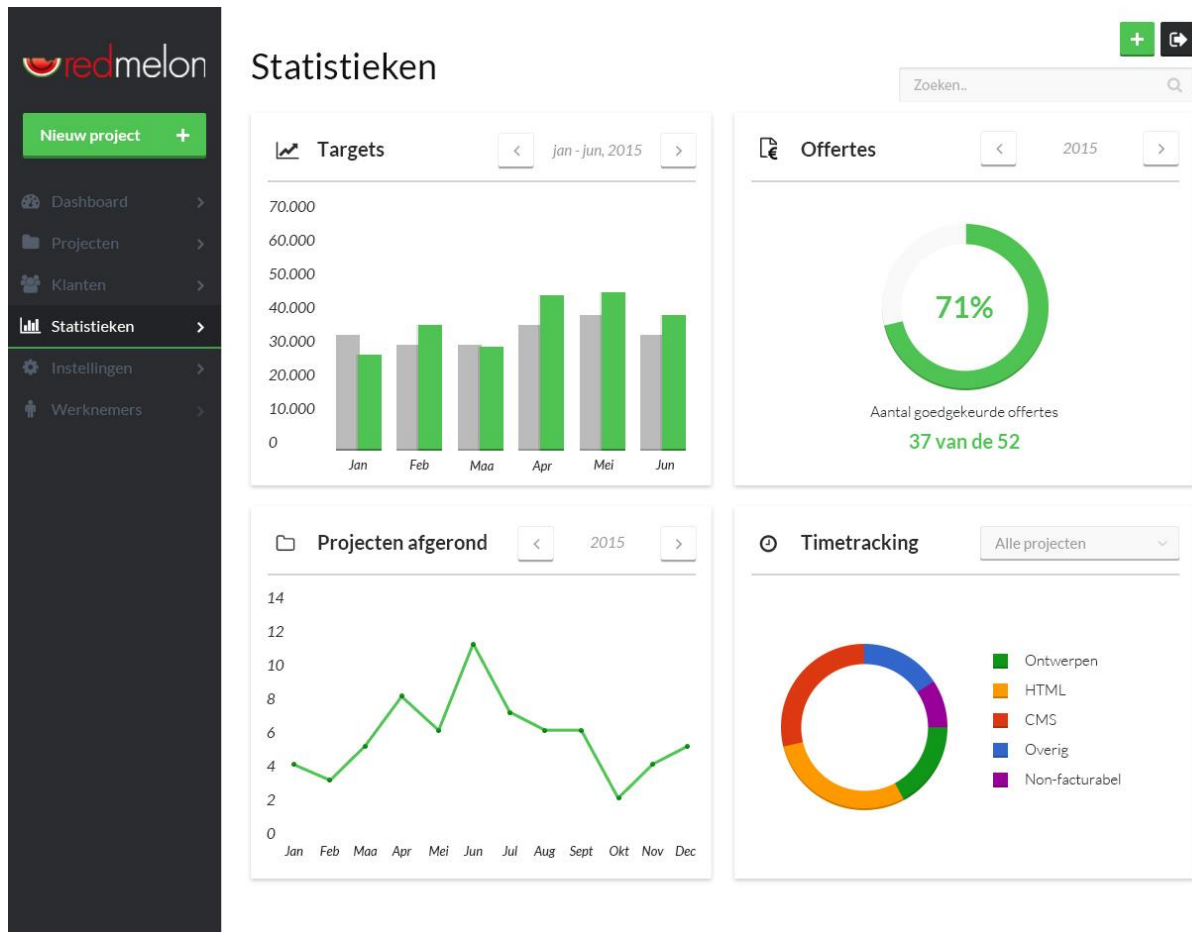 redmelon
Nieuw project +
Dashboard
Projecten
Klanten
Statistieken
Instellingen
Werknemers
Statistieken
+
Zoeken..
Targets
jan - jun, 2015
70.000
60.000
50.000
40.000
30.000
20.000
10.000
0
Jan Feb Maa Apr Mei Jun
Offertes
2015
71%
Aantal goedgekeurde offertes
37 van de 52
Projecten afgerond
2015
14
12
10
8
6
4
2
0
Jan Feb Maa Apr Mei Jun Jul Aug Sept Okt Nov Dec
Timetracking
Alle projecten
Ontwerpen
HTML
CMS
Overig
Non-facturabel